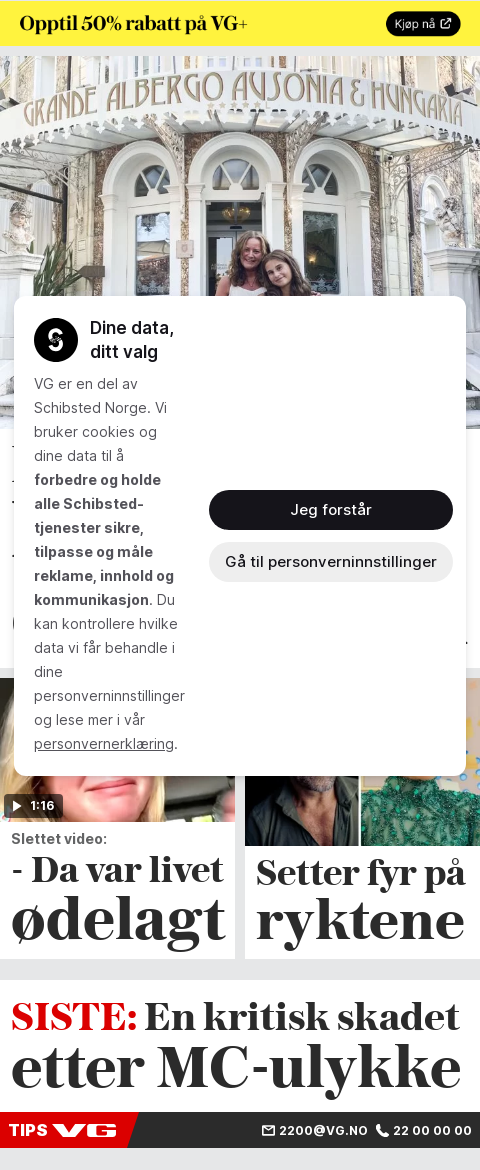 Opptil 50% rabatt på VG+
Kjøp nå
GRANDE ALBERGO AUSONIA & HUNGARIA
Dine data,
ditt valg
VG er en del av
Schibsted Norge. Vi
bruker cookies og
dine data til å
forbedre og holde
alle Schibsted-
tjenester sikre,
tilpasse og måle
reklame, innhold og
kommunikasjon. Du
kan kontrollere hvilke
data vi får behandle i
dine
personverninnstillinger
og lese mer i vår
personvernerklæring.
Jeg forstår
Gå til personverninnstillinger
1:16
Slettet video:
- Da var livet
ødelagt
Setter fyr på
ryktene
SISTE: En kritisk skadet
etter MC-ulykke
TIPS VG
2200@VG.NO
22 00 00 00